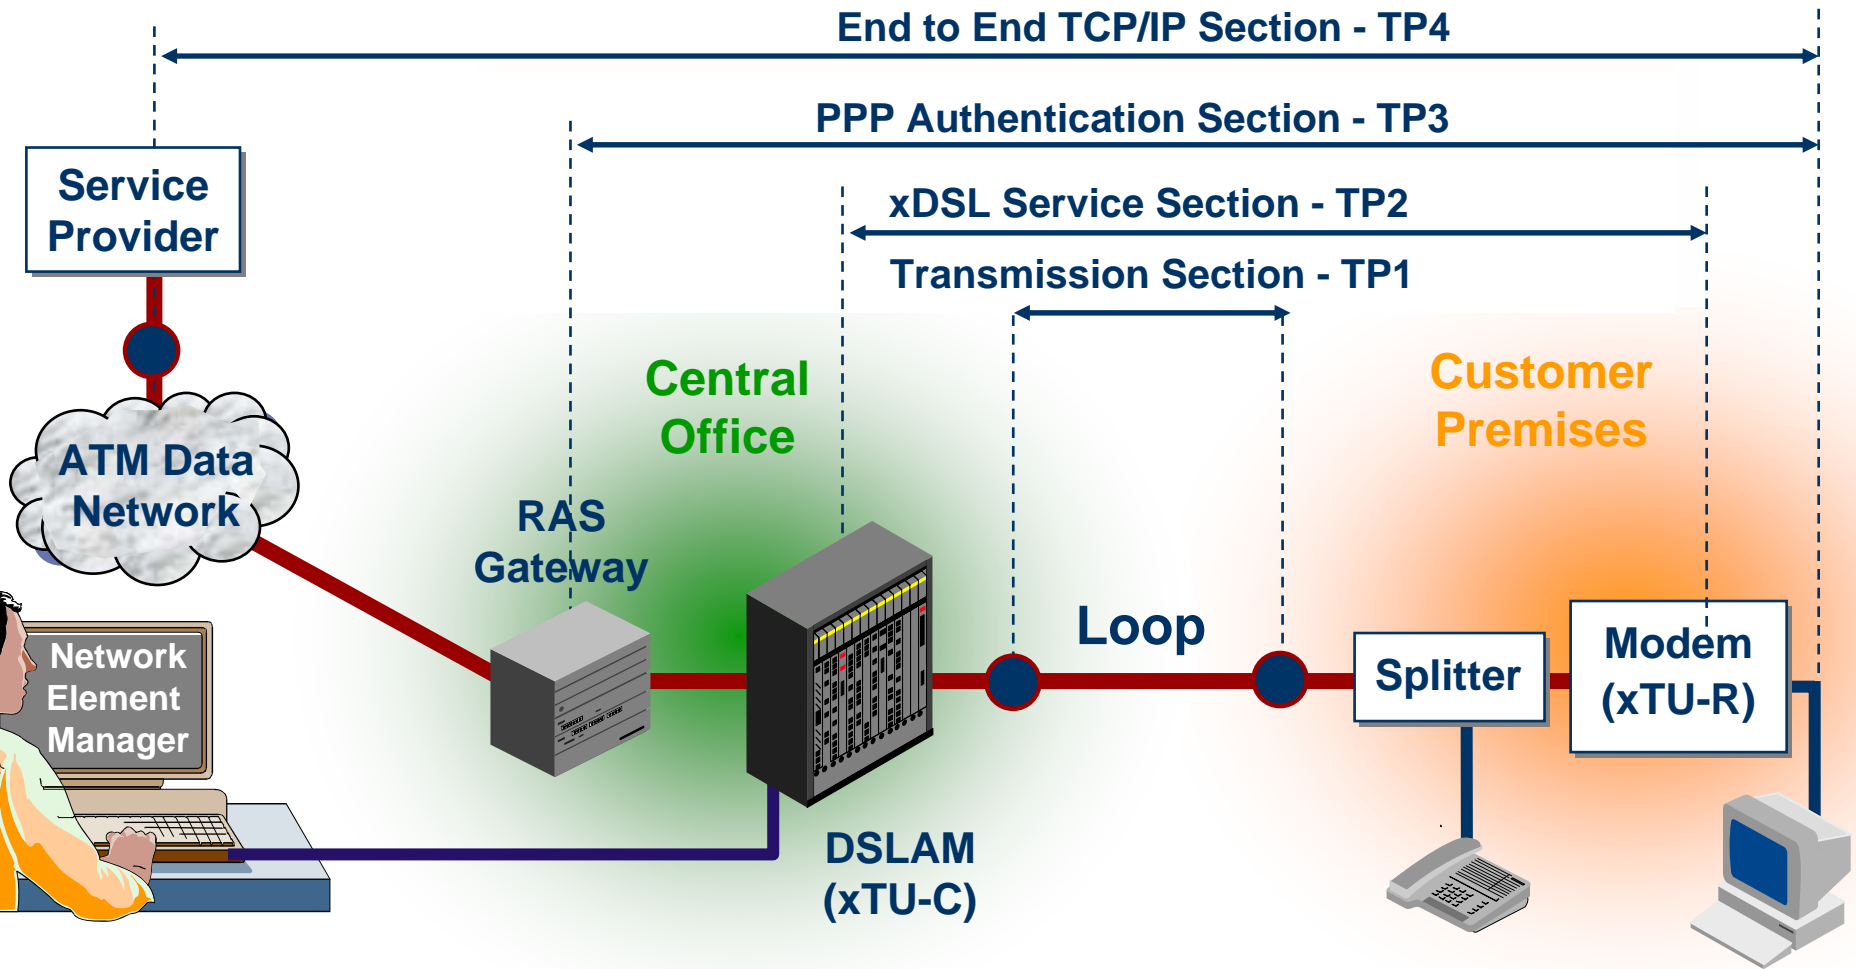 End to End TCP/IP Section - TP4
PPP Authentication Section - TP3
Service
Provider
xDSL Service Section - TP2
Transmission Section - TP1
Central
Office
Customer
Premises
ATM Data
Network
RAS
Gateway
Loop
Splitter
Modem
(xTU-R)
Network
Element
Manager
DSLAM
(xTU-C)